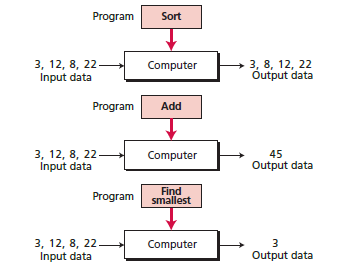 Program Sort
3, 12, 8, 22 Computer 3, 8, 12, 22
Input data Output data
Program Add
3, 12, 8, 22 Computer 45
Input data Output data
Program Find
smallest
3, 12, 8, 22 Computer 3
Input data Output data